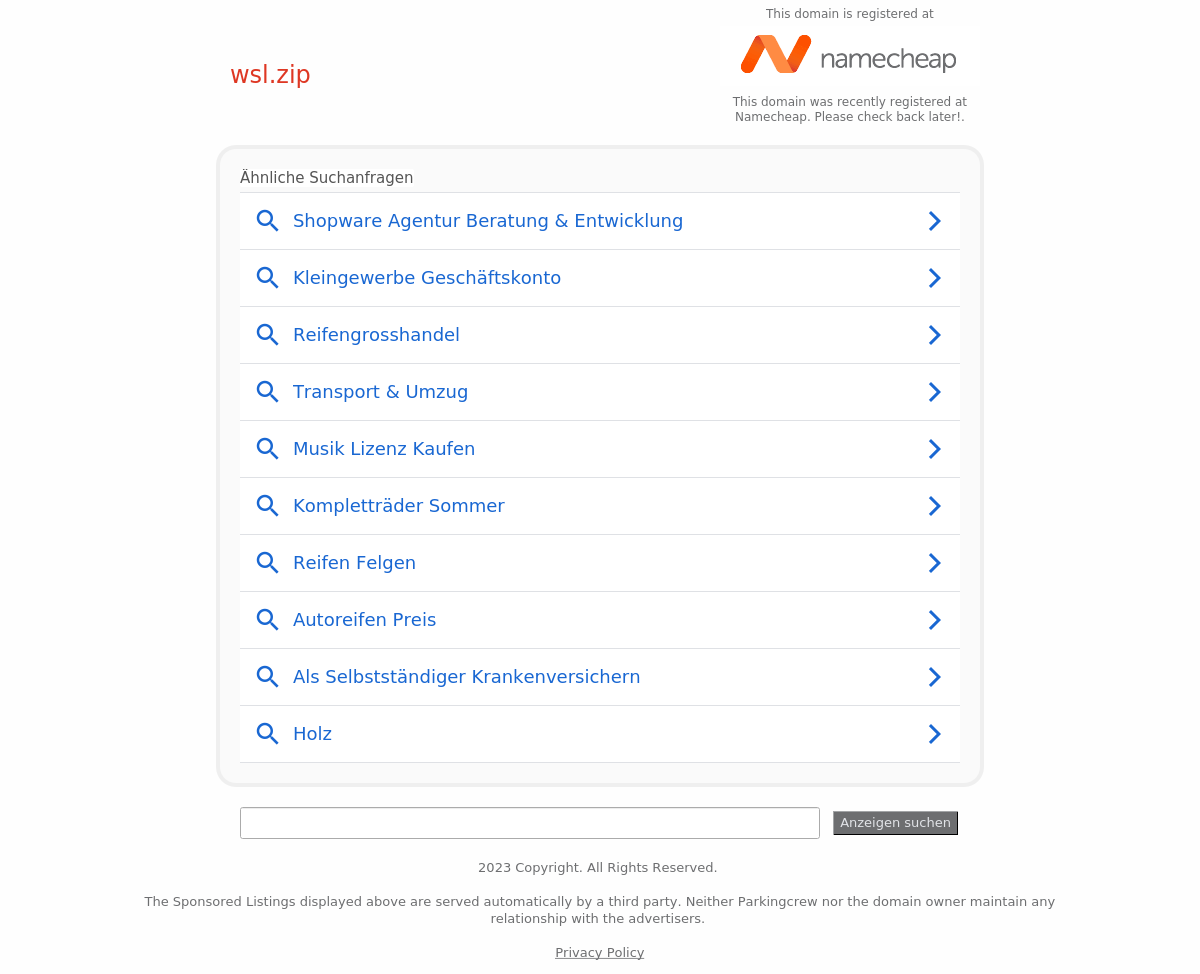 This domain is registered at
namecheap
wsl.zip
This domain was recently registered at
Namecheap. Please check back later!.
Ähnliche Suchanfragen
Shopware Agentur Beratung & Entwicklung
Kleingewerbe Geschäftskonto
Reifengrosshandel
Transport & Umzug
Musik Lizenz Kaufen
Kompletträder Sommer
Reifen Felgen
Autoreifen Preis
Als Selbstständiger Krankenversichern
Holz
Anzeigen suchen
2023 Copyright. All Rights Reserved.
The Sponsored Listings displayed above are served automatically by a third party. Neither Parkingcrew nor the domain owner maintain any
relationship with the advertisers.
Privacy Policy